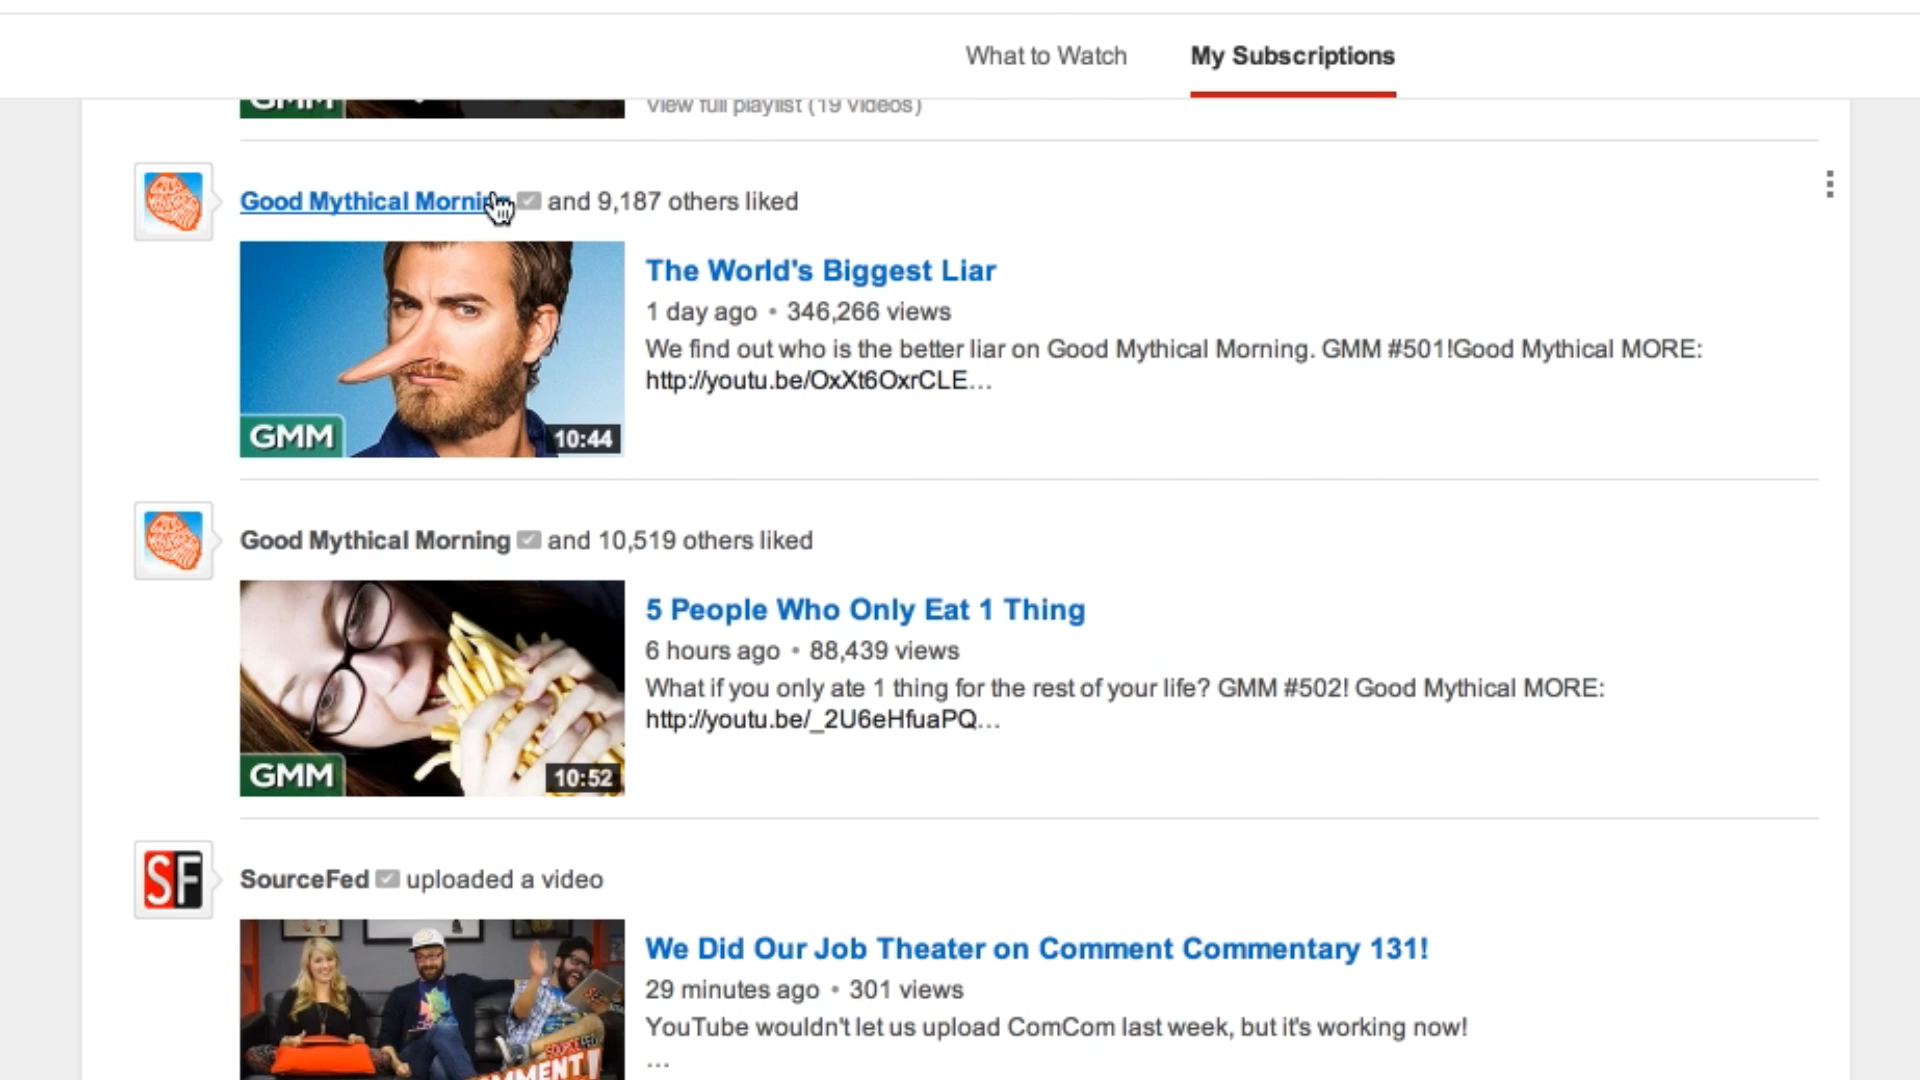 What to Watch
My Subscriptions
GMM
View full playlist (19 videos)
Good Mythical Morning and 9,187 others liked
The World's Biggest Liar
1 day ago • 346,266 views
We find out who is the better liar on Good Mythical Morning. GMM #501!Good Mythical MORE:
http://youtu.be/OxXt6OxrCLE...
GMM
10:44
Good Mythical Morning and 10,519 others liked
5 People Who Only Eat 1 Thing
6 hours ago • 88,439 views
What if you only ate 1 thing for the rest of your life? GMM #502! Good Mythical MORE:
http://youtu.be/_2U6eHfuaPQ...
GMM
10:52
SF
SourceFed uploaded a video
We Did Our Job Theater on Comment Commentary 131!
29 minutes ago • 301 views
YouTube wouldn't let us upload ComCom last week, but it's working now!
...
SOURCEFED